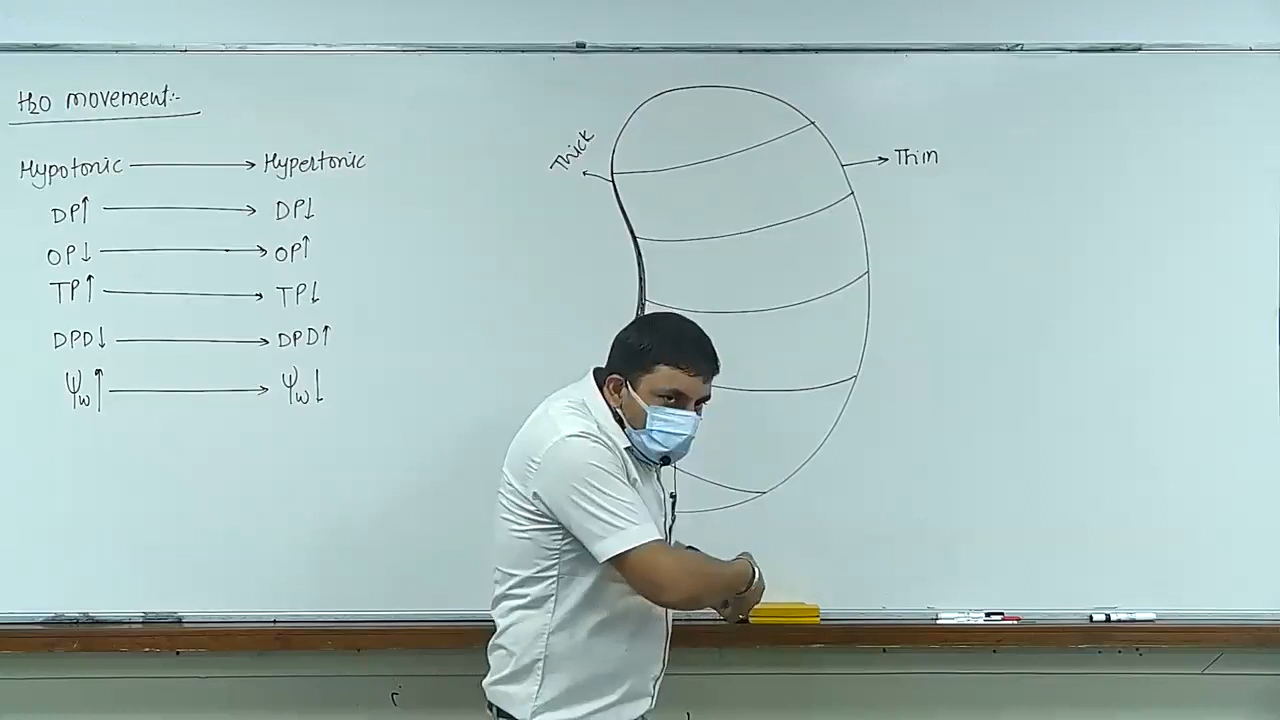 H2O movement:-
Hypotonic → Hypertonic
DP↑ → DP↓
OP↓ → OP↑
TP↑ → TP↓
DPD↓ → DPD↑
Ψw↑ → Ψw↓
Thick
Thin